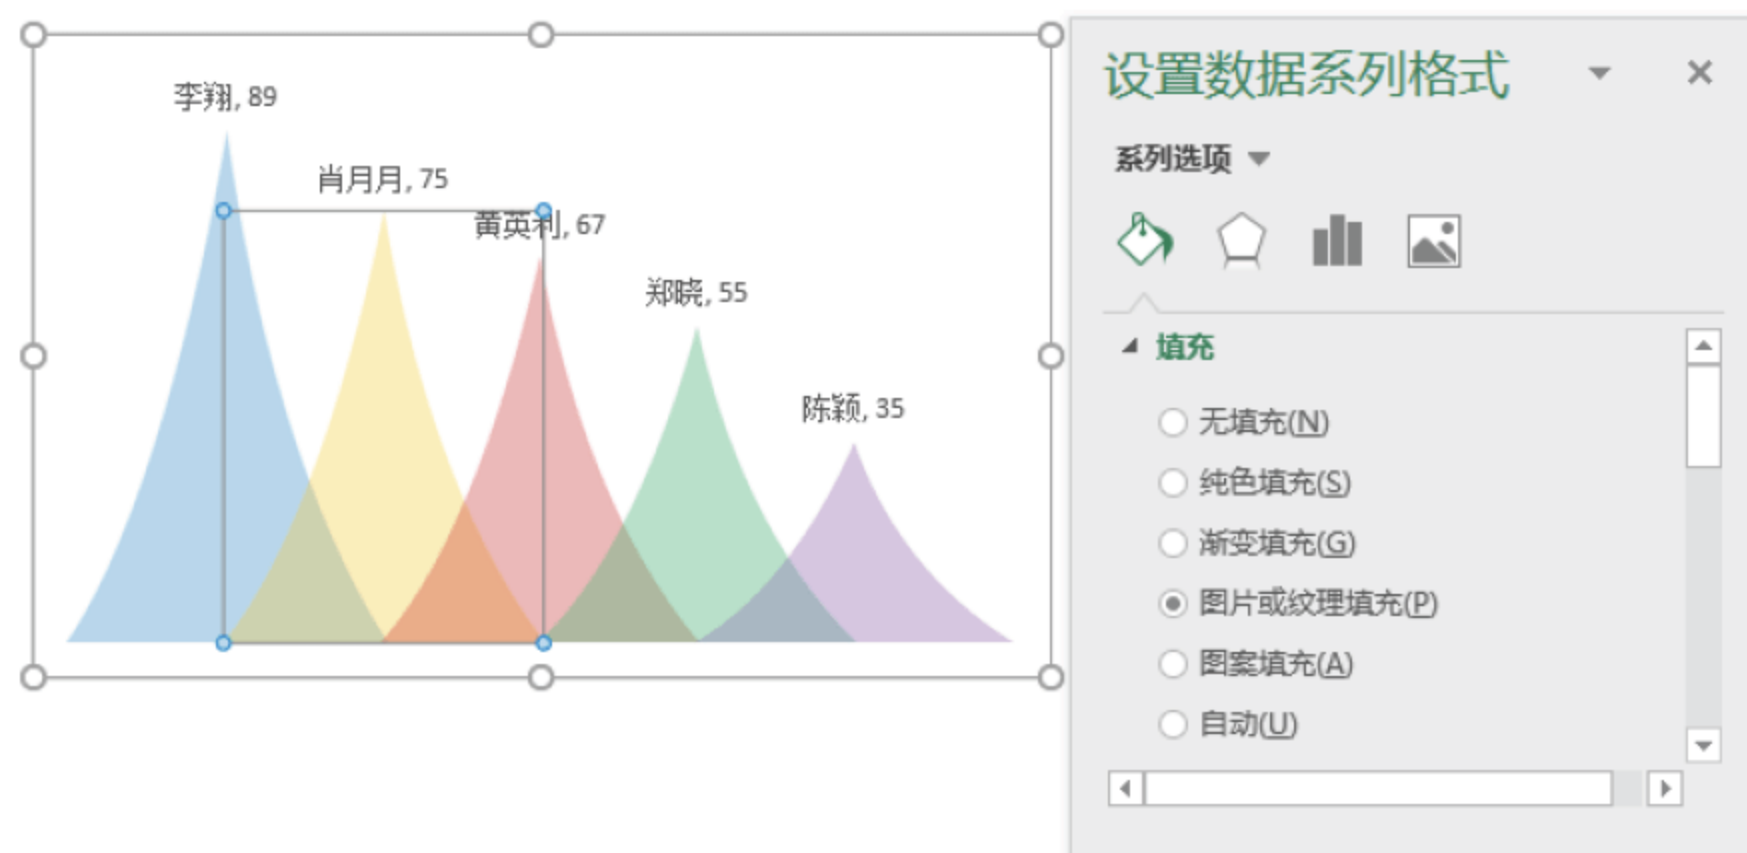 李翔, 89
肖月月, 75
黄英利, 67
郑晓, 55
陈颖, 35
设置数据系列格式
系列选项
填充
无填充(N)
纯色填充(S)
渐变填充(G)
图片或纹理填充(P)
图案填充(A)
自动(U)